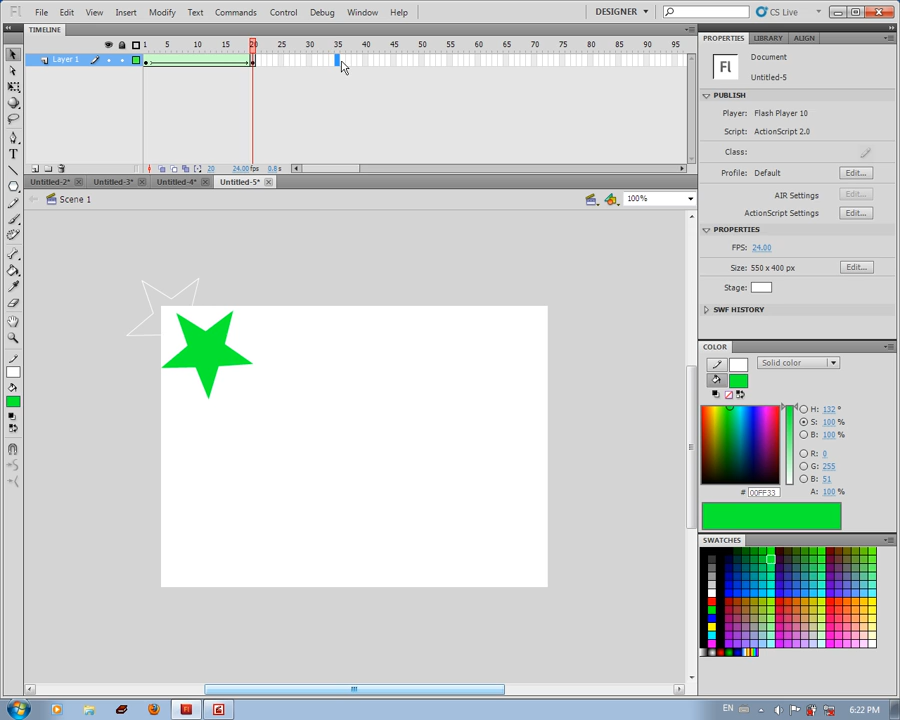 Fl File Edit View Insert Modify Text Commands Control Debug Window Help DESIGNER CS Live
TIMELINE
1 5 10 15 20 25 30 35 40 45 50 55 60 65 70 75 80 85 90 95
Layer 1
20 24.00 fps 0.8 s
Untitled-2* Untitled-3* Untitled-4* Untitled-5*
Scene 1 100%
PROPERTIES LIBRARY ALIGN
Fl
Document
Untitled-5
PUBLISH
Player: Flash Player 10
Script: ActionScript 2.0
Class:
Profile: Default Edit...
AIR Settings Edit...
ActionScript Settings Edit...
PROPERTIES
FPS: 24.00
Size: 550 x 400 px Edit...
Stage:
SWF HISTORY
COLOR
Solid color
H: 132 °
S: 100 %
B: 100 %
R: 0
G: 255
B: 51
# 00FF33 A: 100 %
SWATCHES
Fl EN 6:22 PM